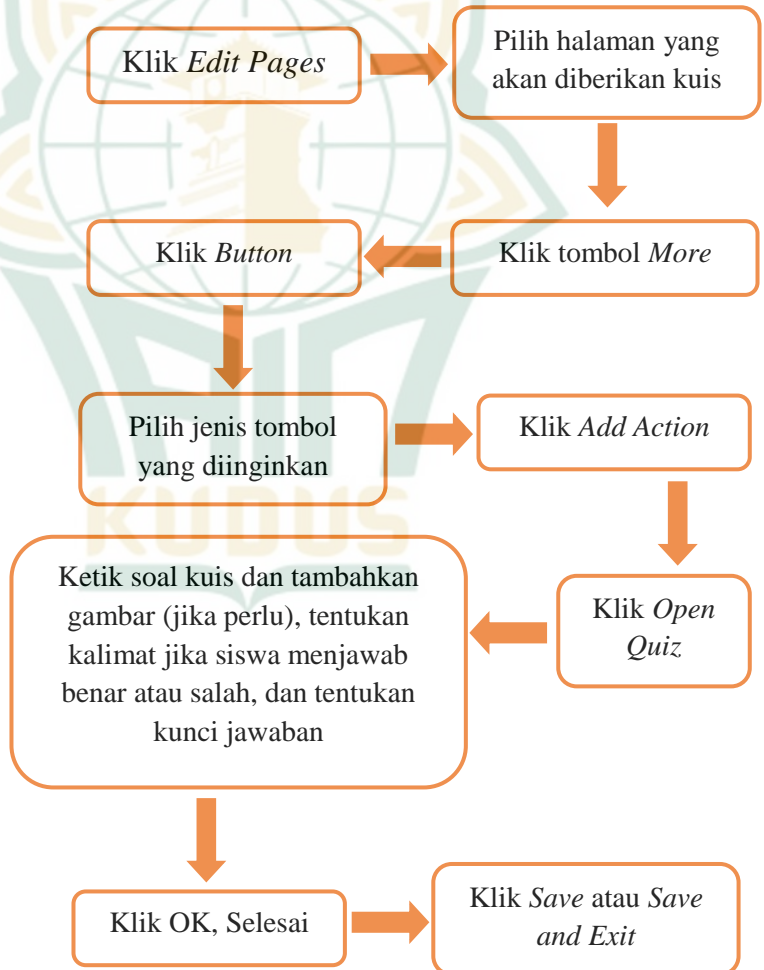 Klik Edit Pages
Pilih halaman yang
akan diberikan kuis
Klik tombol More
Klik Button
Pilih jenis tombol
yang diinginkan
Klik Add Action
Klik Open
Quiz
Ketik soal kuis dan tambahkan
gambar (jika perlu), tentukan
kalimat jika siswa menjawab
benar atau salah, dan tentukan
kunci jawaban
Klik OK, Selesai
Klik Save atau Save
and Exit
KUDUS